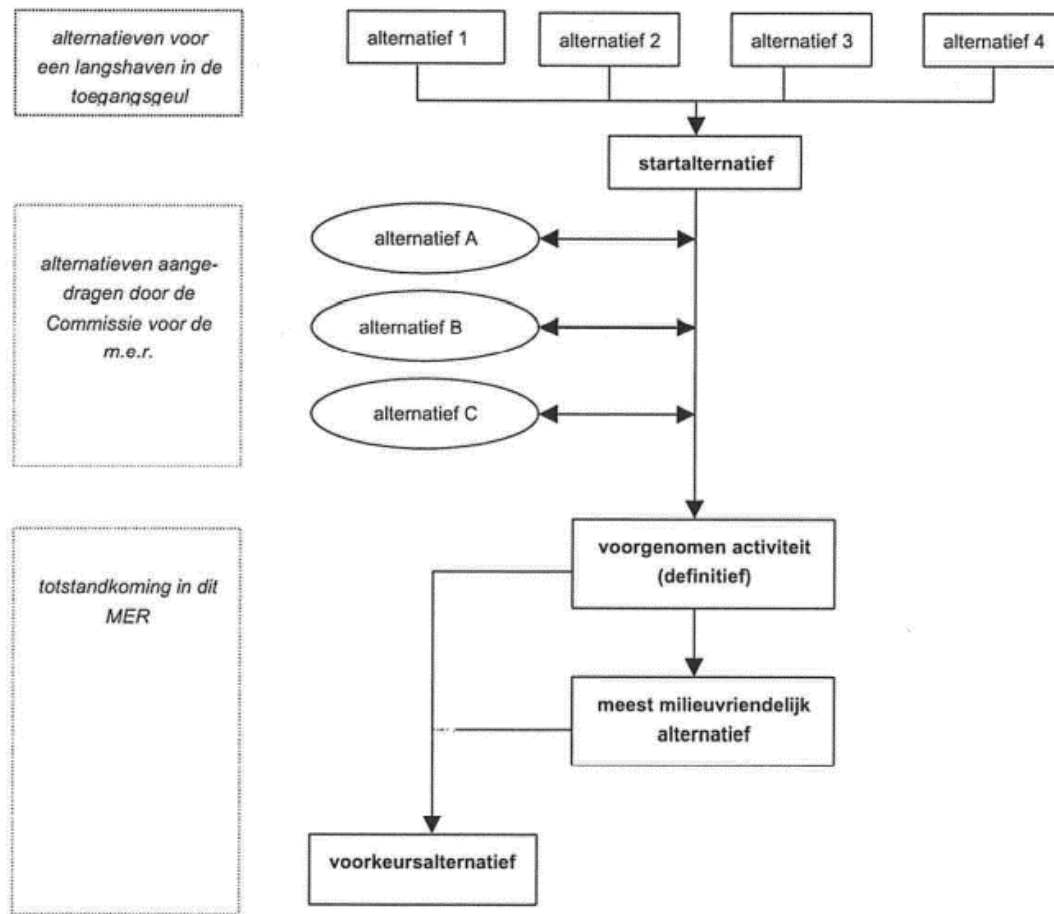 alternatieven voor
een langshaven in de
toegangsgeul
alternatief 1
alternatief 2
alternatief 3
alternatief 4
startalternatief
alternatieven aange-
dragen door de
Commissie voor de
m.e.r.
alternatief A
alternatief B
alternatief C
totstandkoming in dit
MER
voorgenomen activiteit
(definitief)
meest milieuvriendelijk
alternatief
voorkeursalternatief